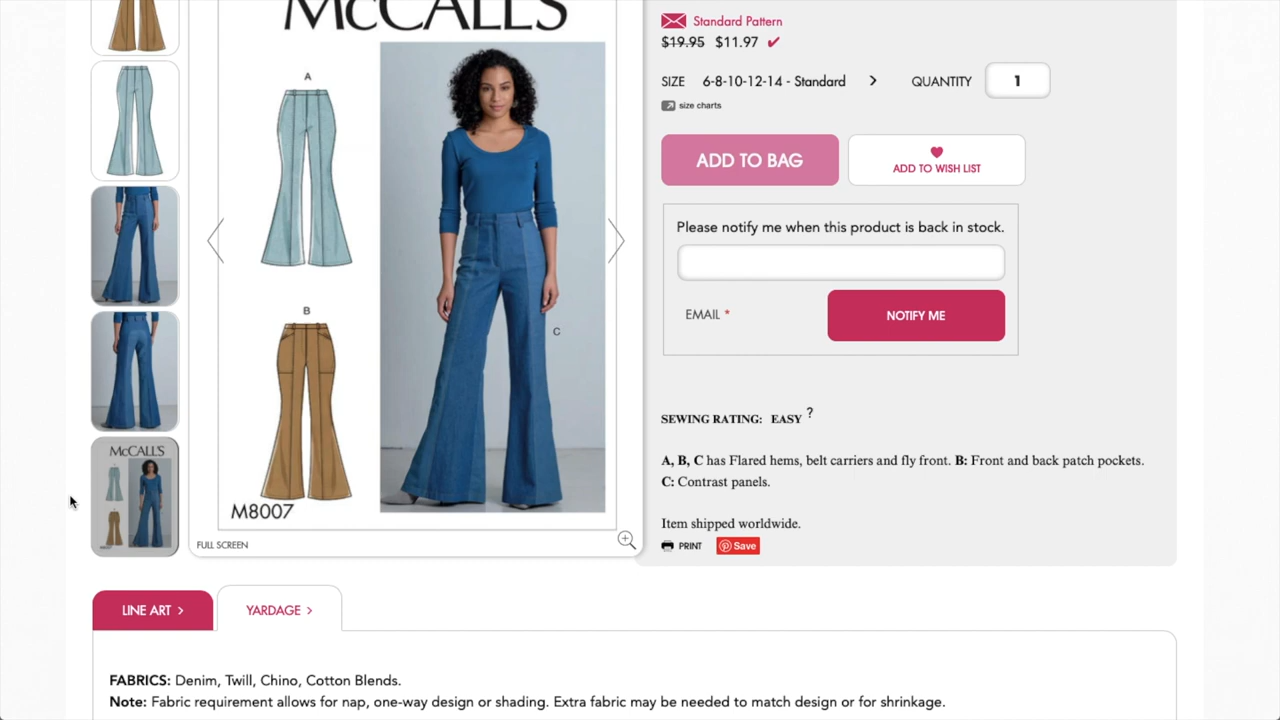 McCALL'S
A
B
C
M8007
FULL SCREEN
McCALL'S
Standard Pattern
$19.95 $11.97 ✔
SIZE 6-8-10-12-14 - Standard > QUANTITY 1
size charts
ADD TO BAG
ADD TO WISH LIST
Please notify me when this product is back in stock.
EMAIL *
NOTIFY ME
SEWING RATING: EASY ?
A, B, C has Flared hems, belt carriers and fly front. B: Front and back patch pockets.
C: Contrast panels.
Item shipped worldwide.
PRINT Save
LINE ART > YARDAGE >
FABRICS: Denim, Twill, Chino, Cotton Blends.
Note: Fabric requirement allows for nap, one-way design or shading. Extra fabric may be needed to match design or for shrinkage.